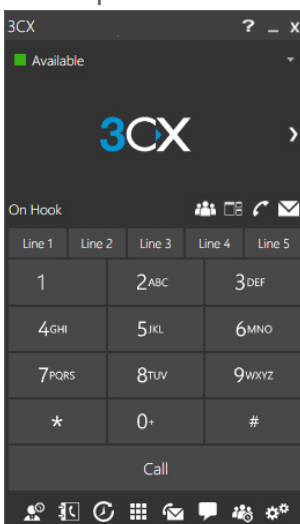 3CX ? _ x
Available
3CX
On Hook
Line 1 Line 2 Line 3 Line 4 Line 5
1 2ABC 3DEF
4GHI 5JKL 6MNO
7PQRS 8TUV 9WXYZ
* 0+ #
Call